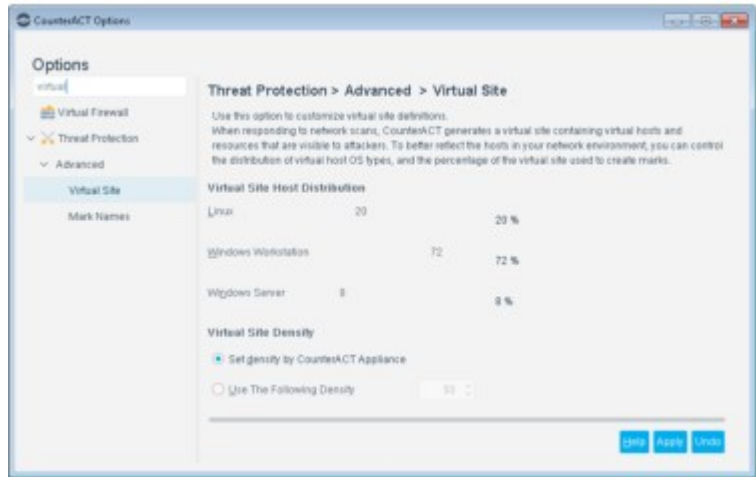 CounterACT Options
Options
virtual
Virtual Firewall
Threat Protection
Advanced
Virtual Site
Mark Names
Threat Protection > Advanced > Virtual Site
Use this option to customize virtual site definitions.
When responding to network scans, CounterACT generates a virtual site containing virtual hosts and
resources that are visible to attackers. To better reflect the hosts in your network environment, you can control
the distribution of virtual host OS types, and the percentage of the virtual site used to create marks.
Virtual Site Host Distribution
Linux 20 20 %
Windows Workstation 72 72 %
Windows Server 8 8 %
Virtual Site Density
Set density by CounterACT Appliance
Use The Following Density
Help Apply Undo